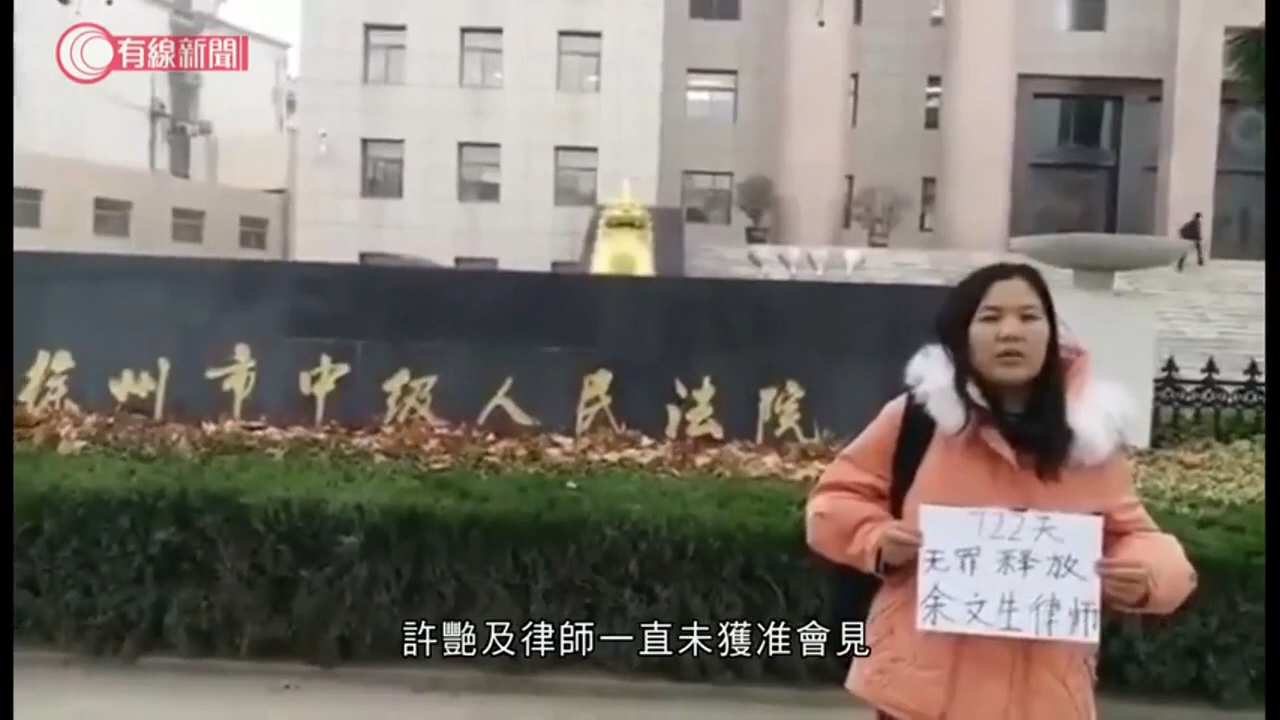 有線新聞
徐州市中级人民法院
722天
无罪释放
余文生律师
許艷及律師一直未獲准會見